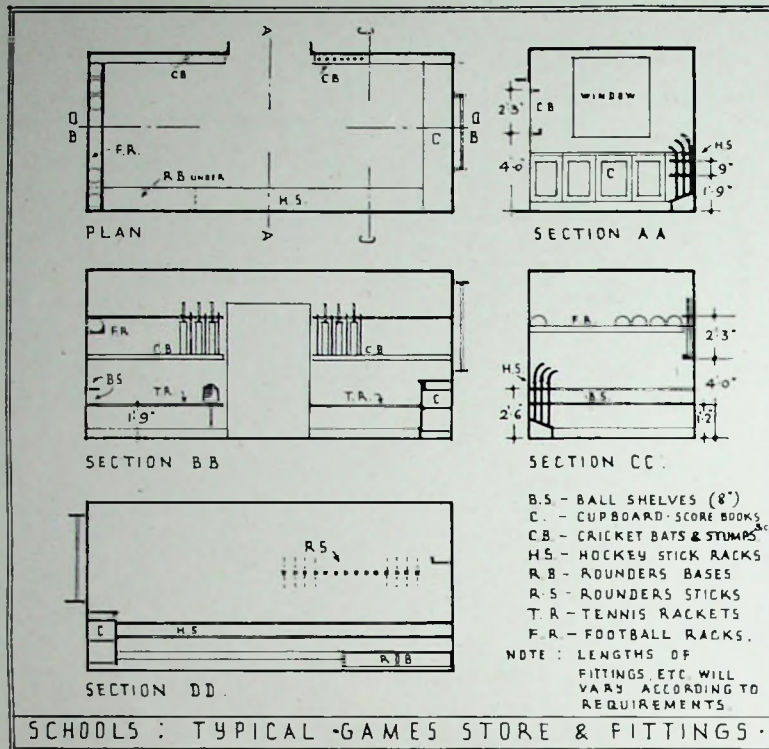 A
J
CB
CB
D
B
F.R.
C
D
B
R B UNDER
H.S.
A
J
PLAN
WINDOW
CB
2'·3"
4'·0"
C
H.S
9"
1'·9"
SECTION AA
F.R
C.B
C.B
B.S
T.R.
T.R.
C
1'·9"
SECTION BB
F.R.
H.S.
B.S.
2'·3"
4'·0"
2'·6"
1'·2"
SECTION CC.
R S
C
H.S
R B
SECTION DD.
B.S. - BALL SHELVES (8")
C. - CUPBOARD · SCORE BOOKS &C
C.B - CRICKET BATS & STUMPS
H.S - HOCKEY STICK RACKS
R.B - ROUNDERS BASES
R.S - ROUNDERS STICKS
T.R - TENNIS RACKETS
F.R - FOOTBALL RACKS.
NOTE : LENGTHS OF
FITTINGS, ETC. WILL
VARY ACCORDING TO
REQUIREMENTS.
SCHOOLS : TYPICAL · GAMES STORE & FITTINGS ·